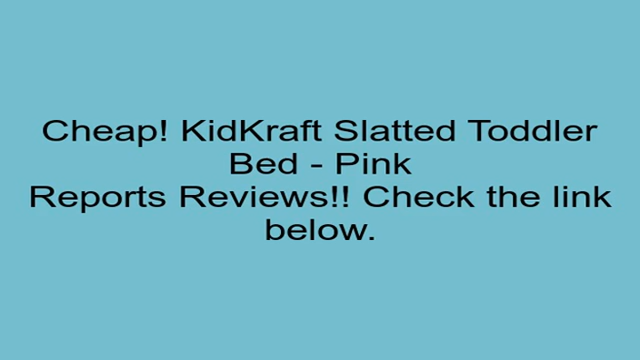 Cheap! KidKraft Slatted Toddler
Bed - Pink
Reports Reviews!! Check the link
below.